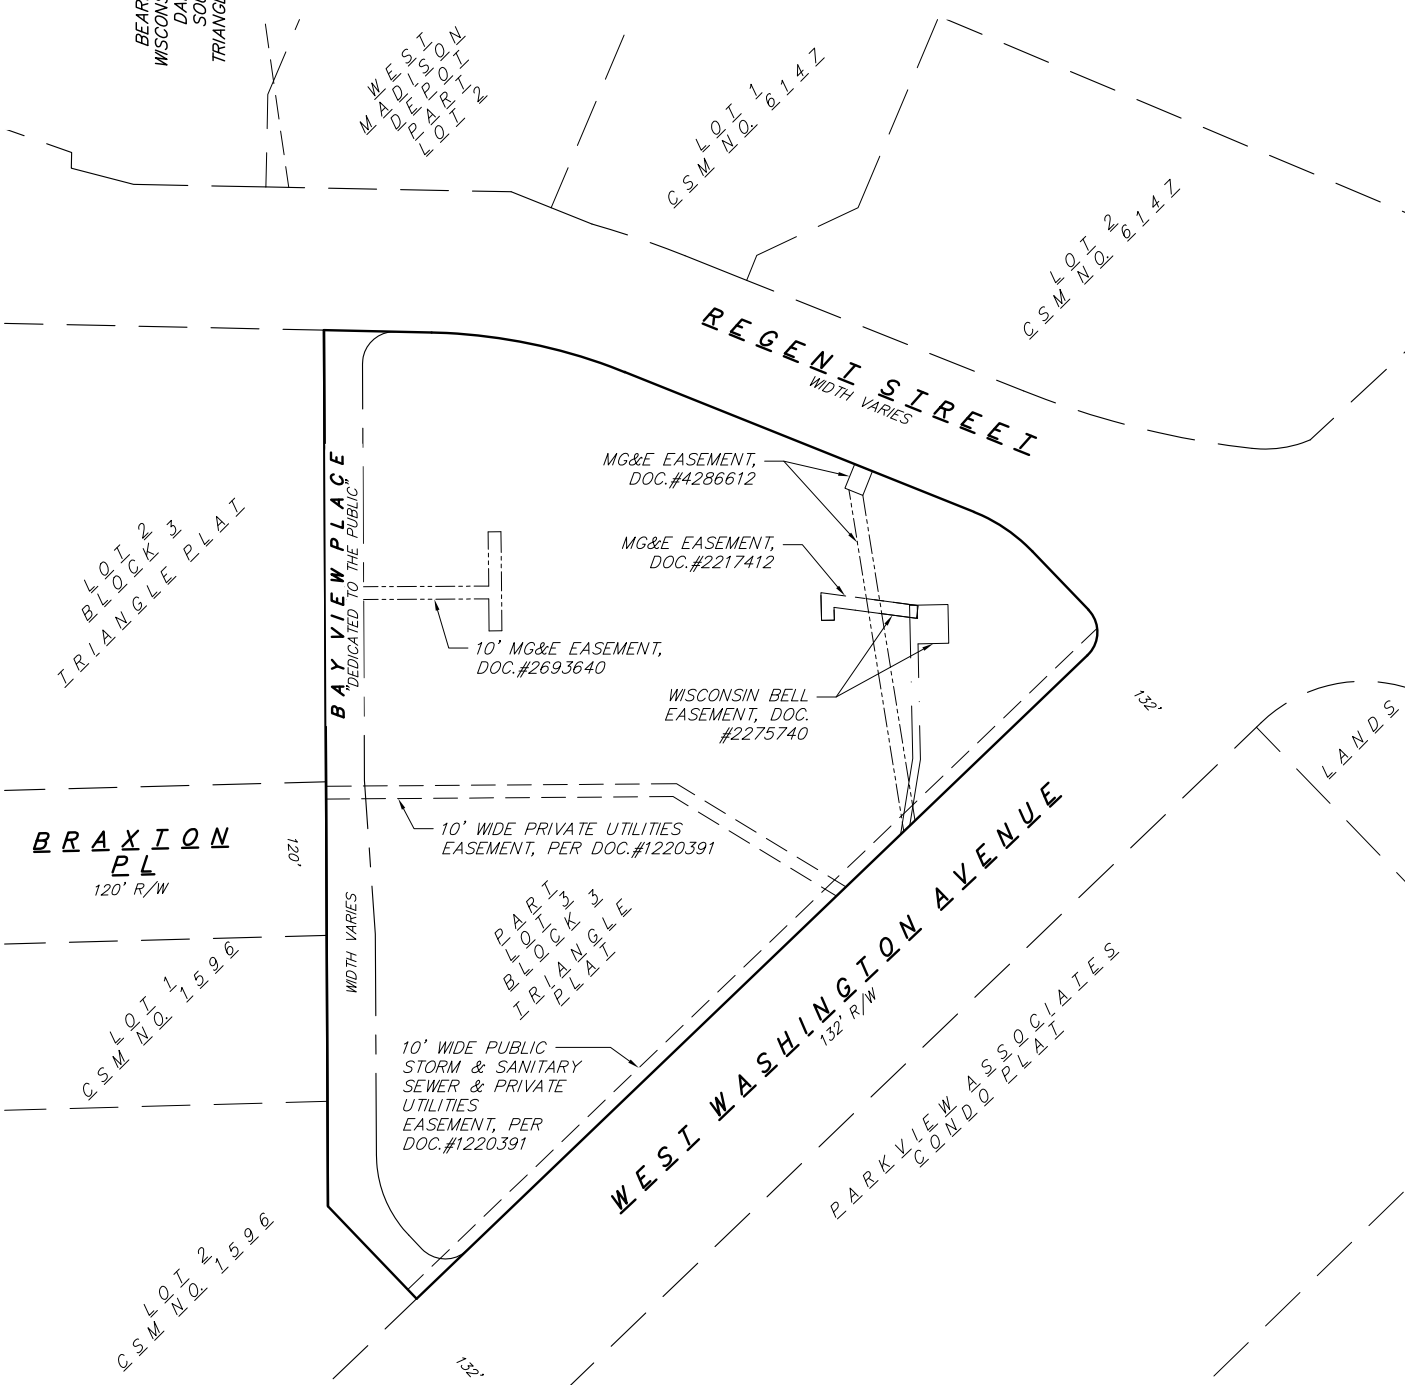 BEAR
WISCONS
DA
SOU
TRIANGL
WEST
MADISON
DEPOT
PART
LOT 2
LOT 1
CSM NO. 6147
LOT 2
CSM NO. 6147
REGENT STREET
WIDTH VARIES
MG&E EASEMENT,
DOC.#4286612
MG&E EASEMENT,
DOC.#2217412
BAY VIEW PLACE
"DEDICATED TO THE PUBLIC"
LOT 2
BLOCK 3
TRIANGLE PLAT
10' MG&E EASEMENT,
DOC.#2693640
WISCONSIN BELL
EASEMENT, DOC.
#2275740
132'
LANDS
BRAXTON
PL
120' R/W
120'
10' WIDE PRIVATE UTILITIES
EASEMENT, PER DOC.#1220391
WIDTH VARIES
PART
LOT 3
BLOCK 3
TRIANGLE
PLAT
WEST WASHINGTON AVENUE
132' R/W
LOT 1
CSM NO. 1596
10' WIDE PUBLIC
STORM & SANITARY
SEWER & PRIVATE
UTILITIES
EASEMENT, PER
DOC.#1220391
PARKVIEW ASSOCIATES
CONDO PLAT
LOT 2
CSM NO. 1596
132'